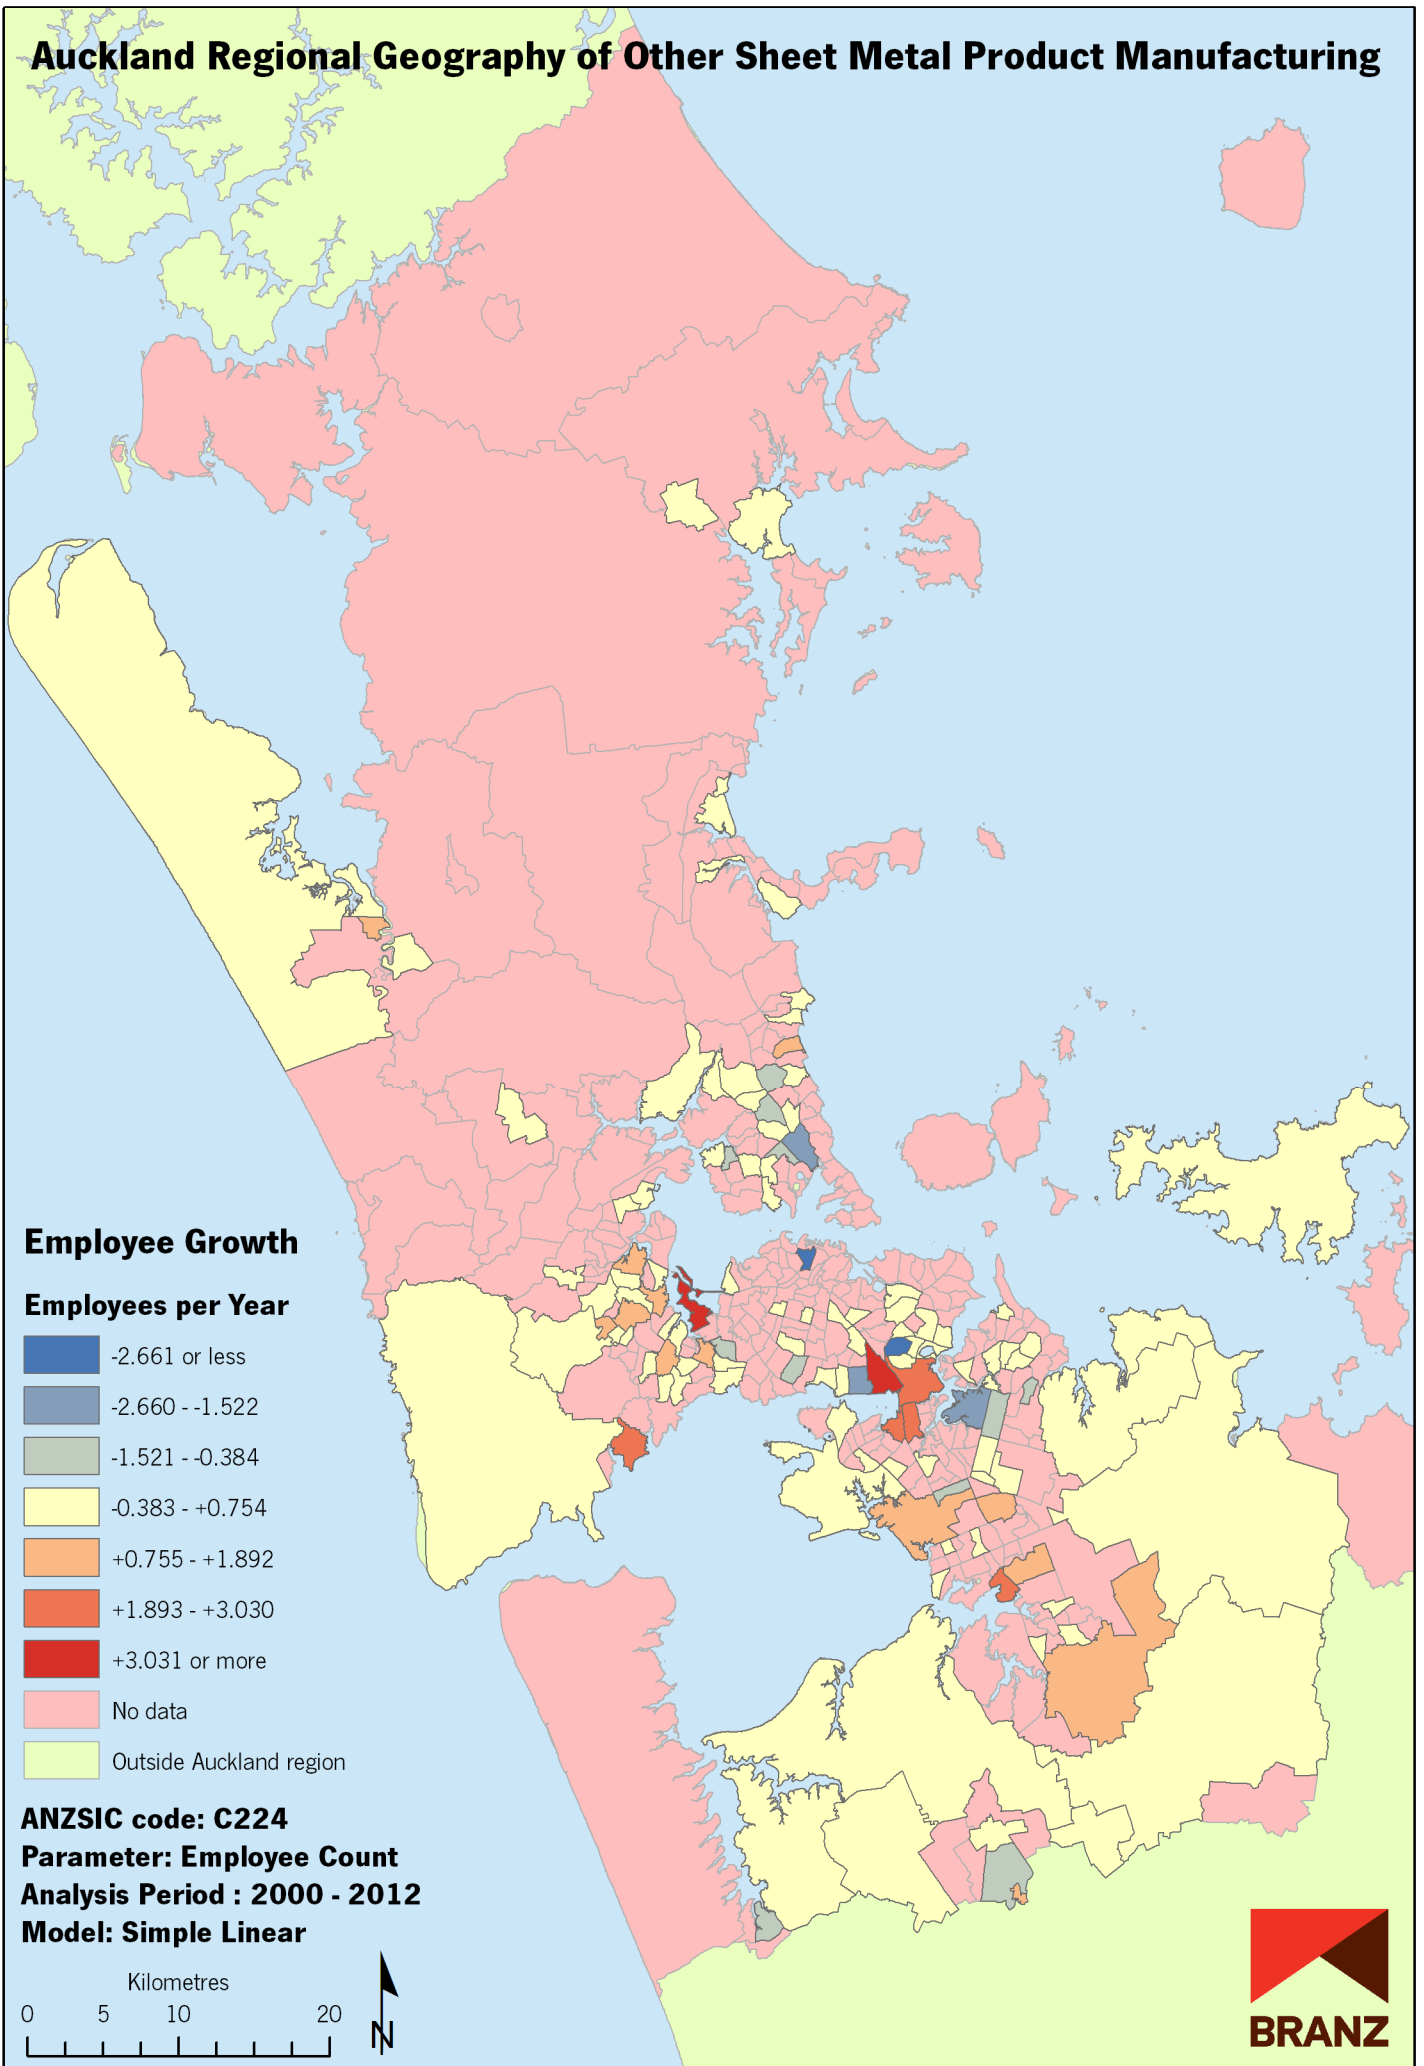 Auckland Regional Geography of Other Sheet Metal Product Manufacturing
Employee Growth
Employees per Year
-2.661 or less
-2.660 - -1.522
-1.521 - -0.384
-0.383 - +0.754
+0.755 - +1.892
+1.893 - +3.030
+3.031 or more
No data
Outside Auckland region
ANZSIC code: C224
Parameter: Employee Count
Analysis Period : 2000 - 2012
Model: Simple Linear
Kilometres
0 5 10 20
N
BRANZ